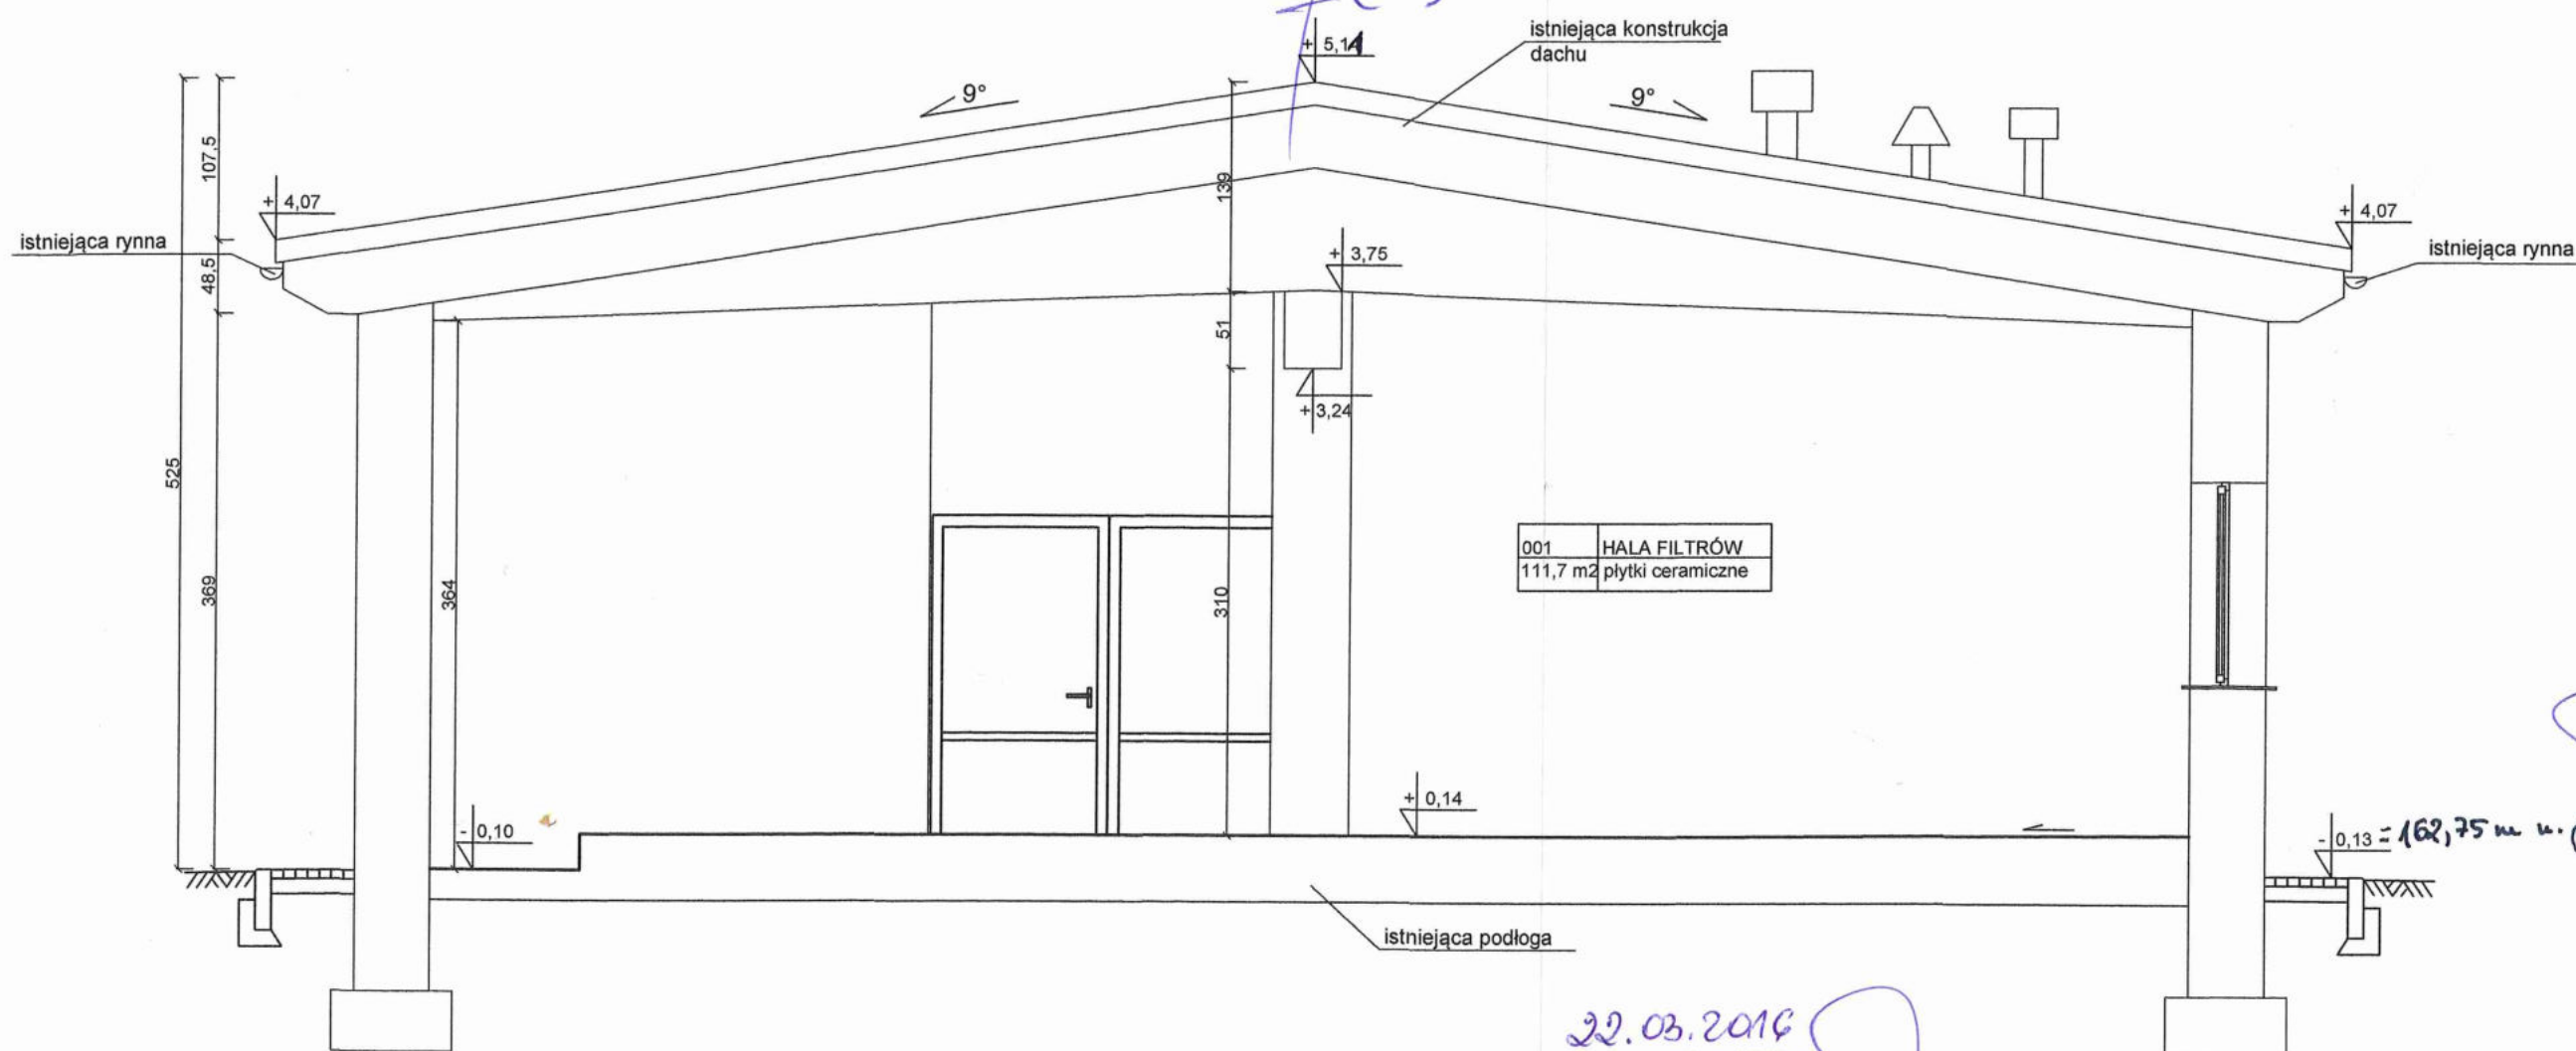 istniejąca konstrukcja
dachu
9°
9°
107,5
139
+ 4,07
+ 4,07
istniejąca rynna
istniejąca rynna
48,5
+ 3,75
51
+ 3,24
525
369
364
310
001 HALA FILTRÓW
111,7 m2 płytki ceramiczne
+ 0,14
- 0,10
- 0,13 = 162,75 m n.
istniejąca podłoga
22.03.2016